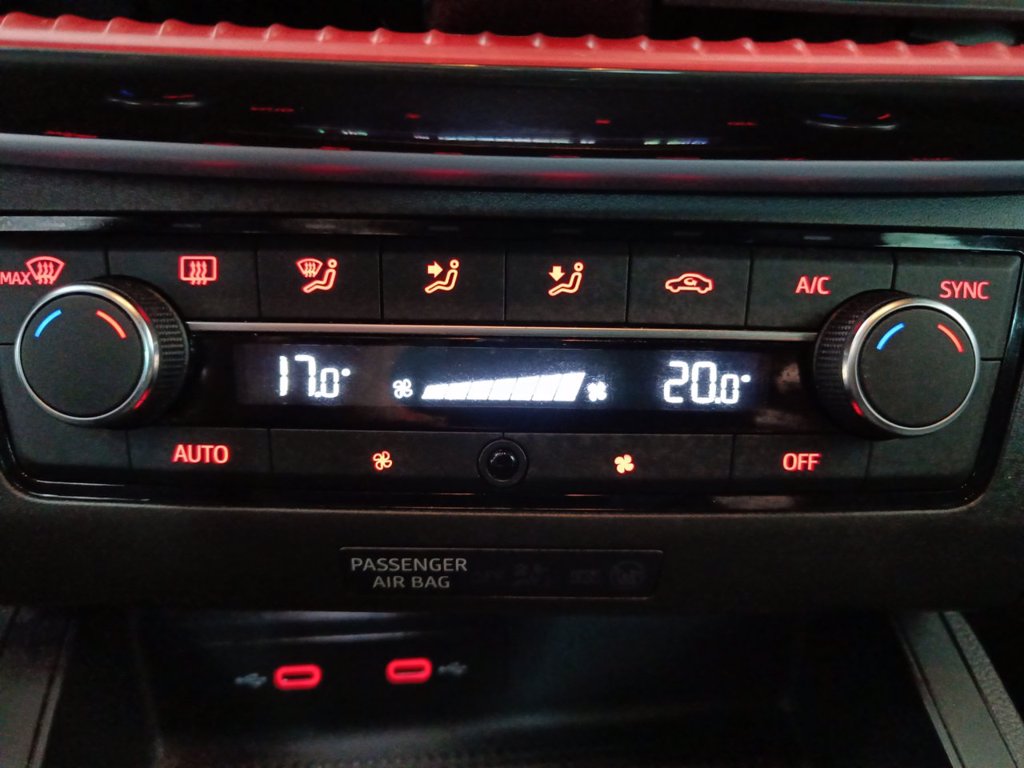 MAX
A/C
SYNC
17.0°
20.0°
AUTO
OFF
PASSENGER
AIR BAG